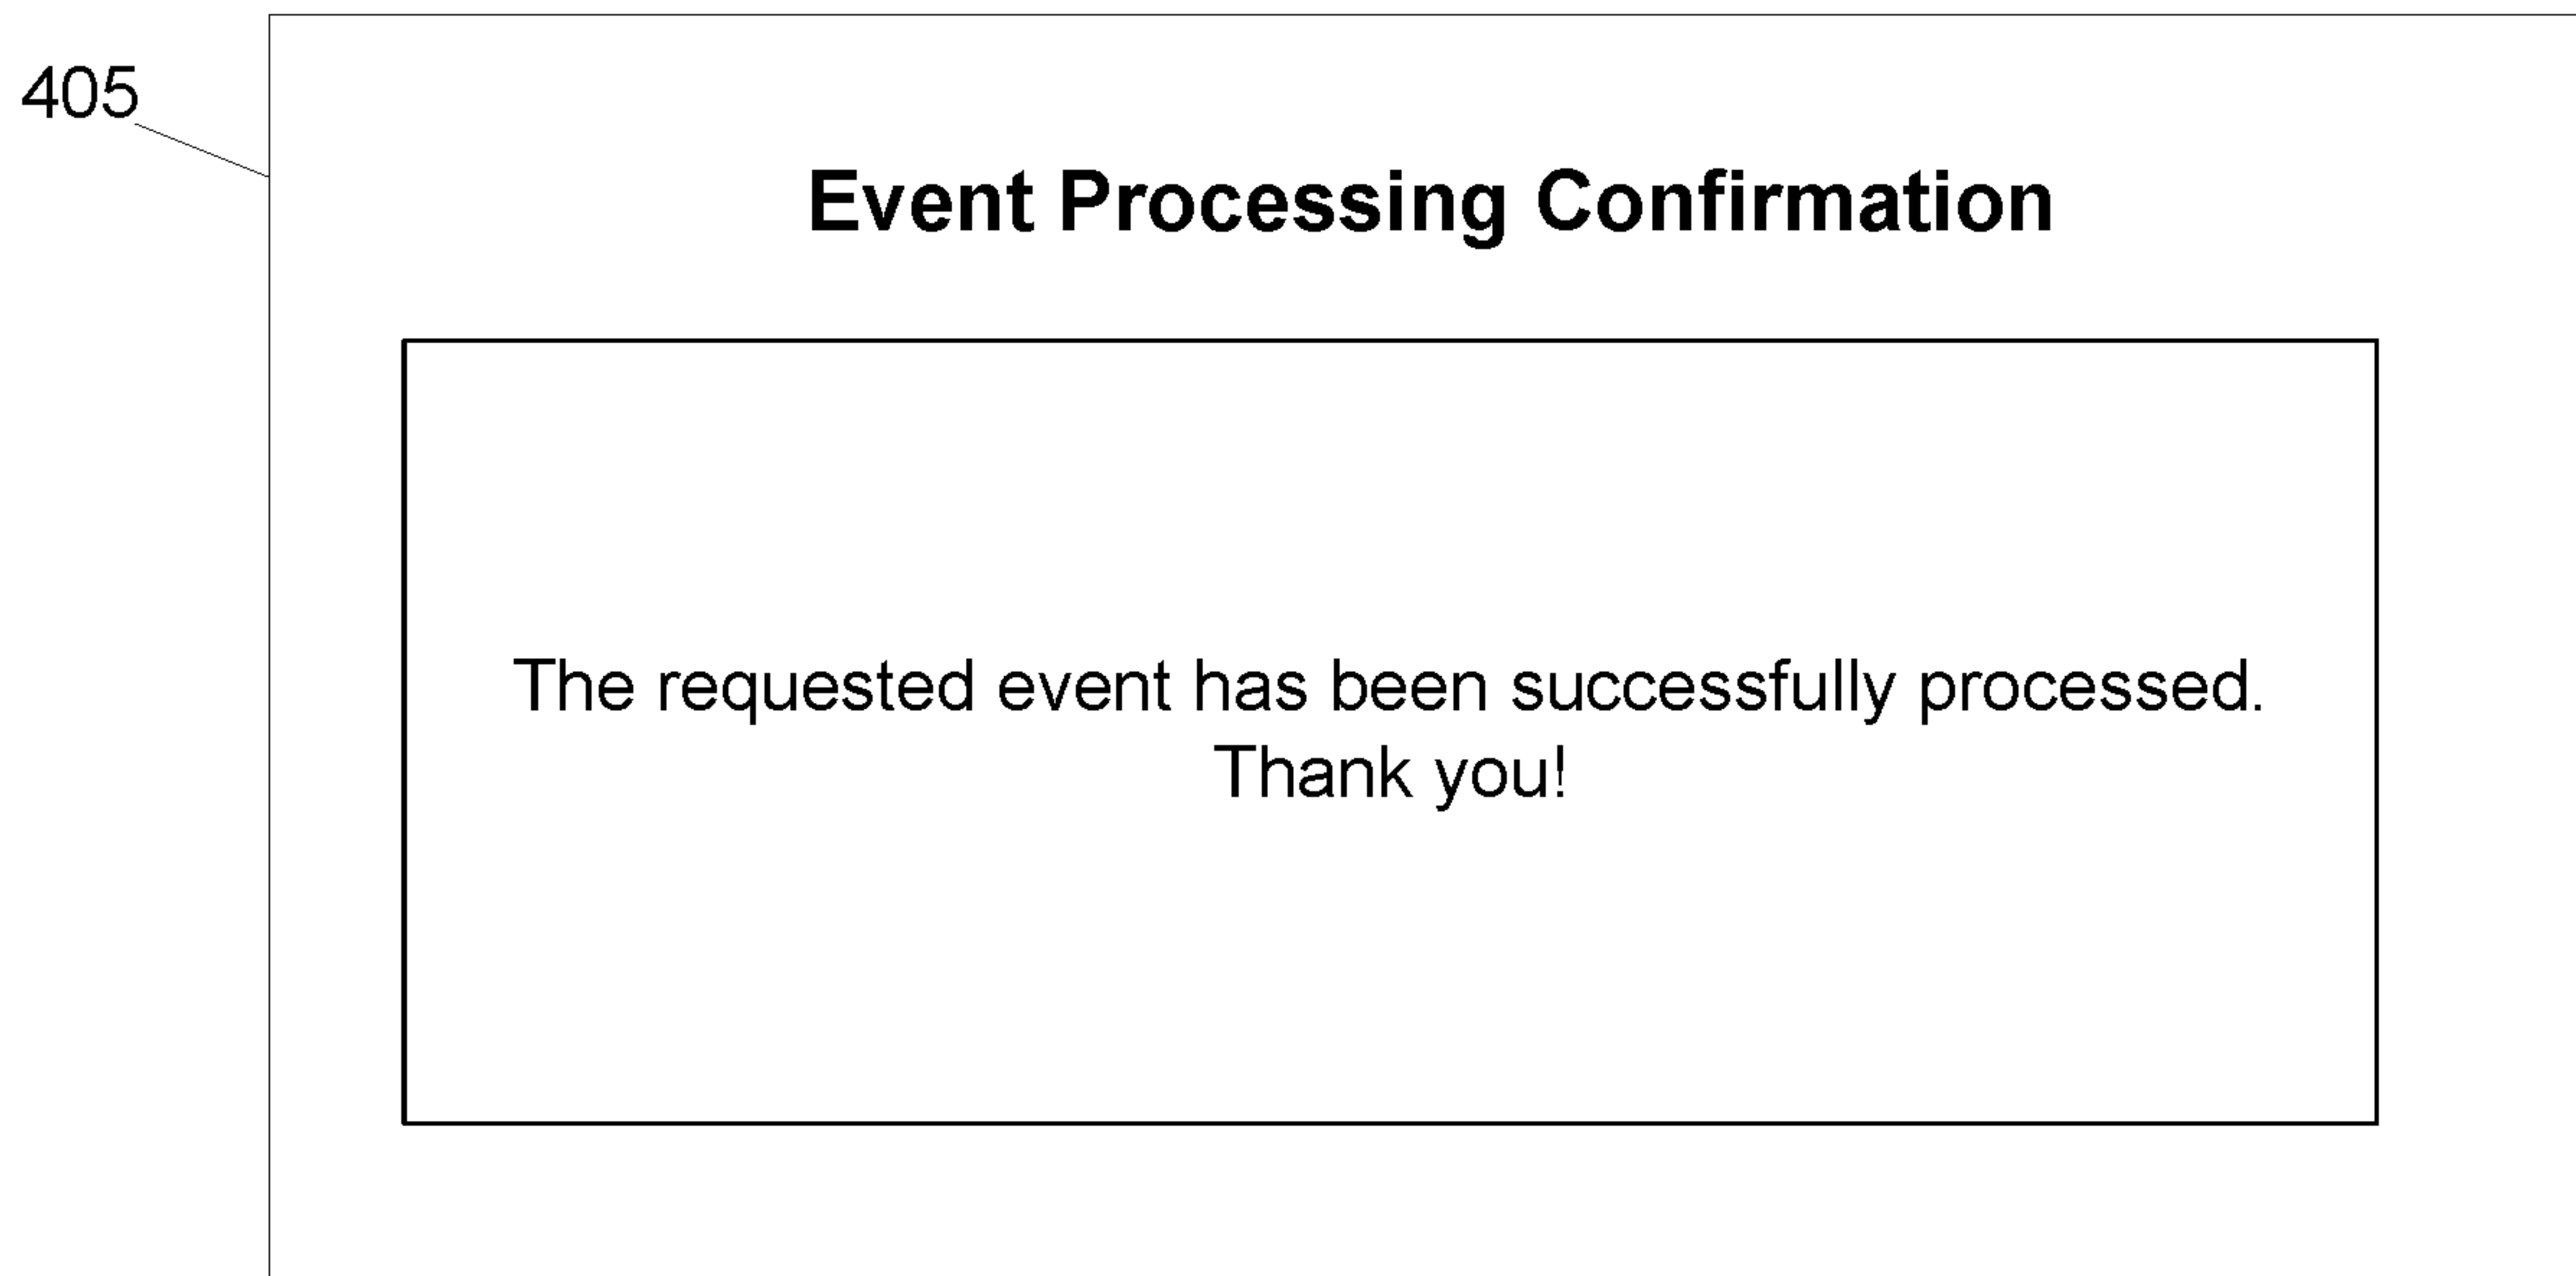 405
Event Processing Confirmation
The requested event has been successfully processed.
Thank you!